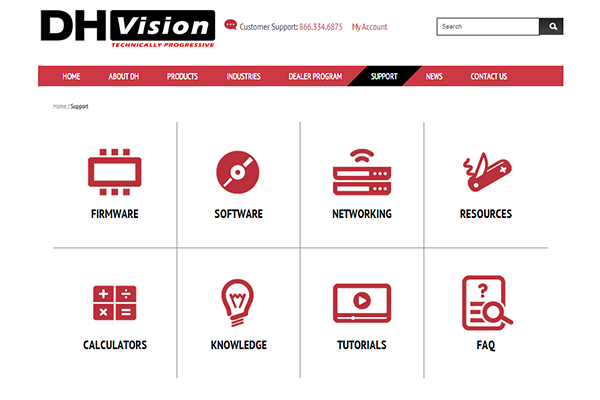 DH Vision
TECHNICALLY PROGRESSIVE
Customer Support: 866.334.6875 My Account
Search
HOME ABOUT DH PRODUCTS INDUSTRIES DEALER PROGRAM SUPPORT NEWS CONTACT US
Home / Support
FIRMWARE SOFTWARE NETWORKING RESOURCES
?
CALCULATORS KNOWLEDGE TUTORIALS FAQ